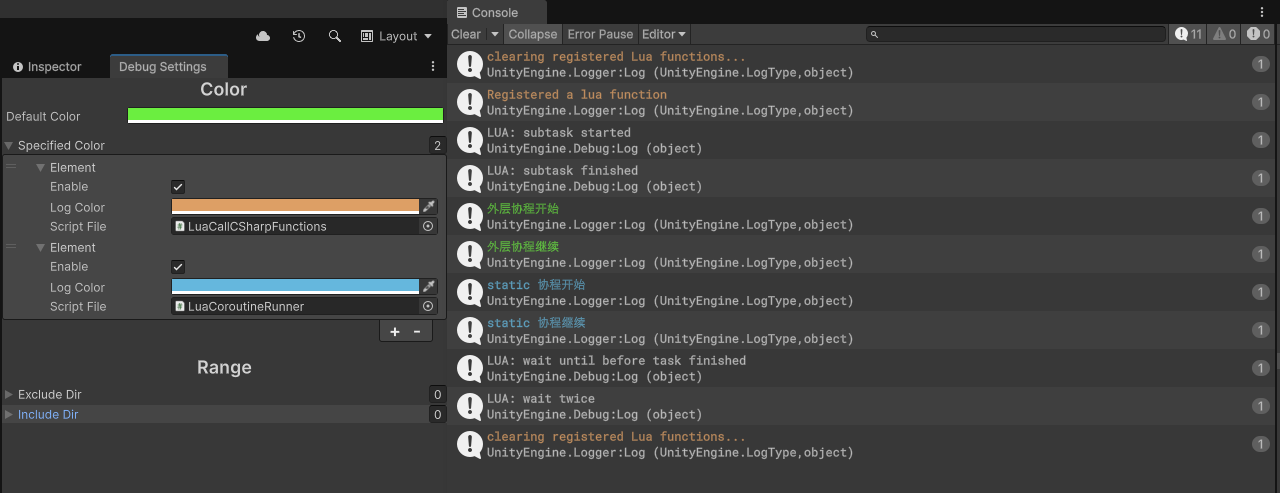 Layout
Inspector
Debug Settings
Color
Default Color
Specified Color
2
Element
Enable
Log Color
Script File
LuaCallCSharpFunctions
Element
Enable
Log Color
Script File
LuaCoroutineRunner
+ -
Range
Exclude Dir
0
Include Dir
0
Console
Clear
Collapse
Error Pause
Editor
11
0
0
clearing registered Lua functions...
UnityEngine.Logger:Log (UnityEngine.LogType,object)
1
Registered a lua function
UnityEngine.Logger:Log (UnityEngine.LogType,object)
1
LUA: subtask started
UnityEngine.Debug:Log (object)
1
LUA: subtask finished
UnityEngine.Debug:Log (object)
1
外层协程开始
UnityEngine.Logger:Log (UnityEngine.LogType,object)
1
外层协程继续
UnityEngine.Logger:Log (UnityEngine.LogType,object)
1
static 协程开始
UnityEngine.Logger:Log (UnityEngine.LogType,object)
1
static 协程继续
UnityEngine.Logger:Log (UnityEngine.LogType,object)
1
LUA: wait until before task finished
UnityEngine.Debug:Log (object)
1
LUA: wait twice
UnityEngine.Debug:Log (object)
1
clearing registered Lua functions...
UnityEngine.Logger:Log (UnityEngine.LogType,object)
1